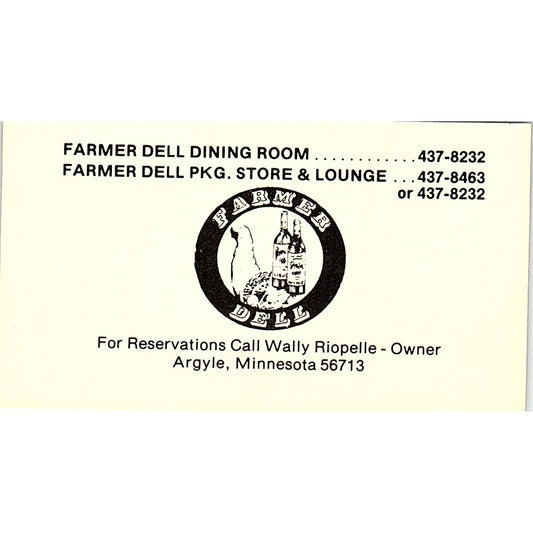 FARMER DELL DINING ROOM ............ 437-8232
FARMER DELL PKG. STORE & LOUNGE ... 437-8463
or 437-8232
FARMER
DELL
For Reservations Call Wally Riopelle - Owner
Argyle, Minnesota 56713